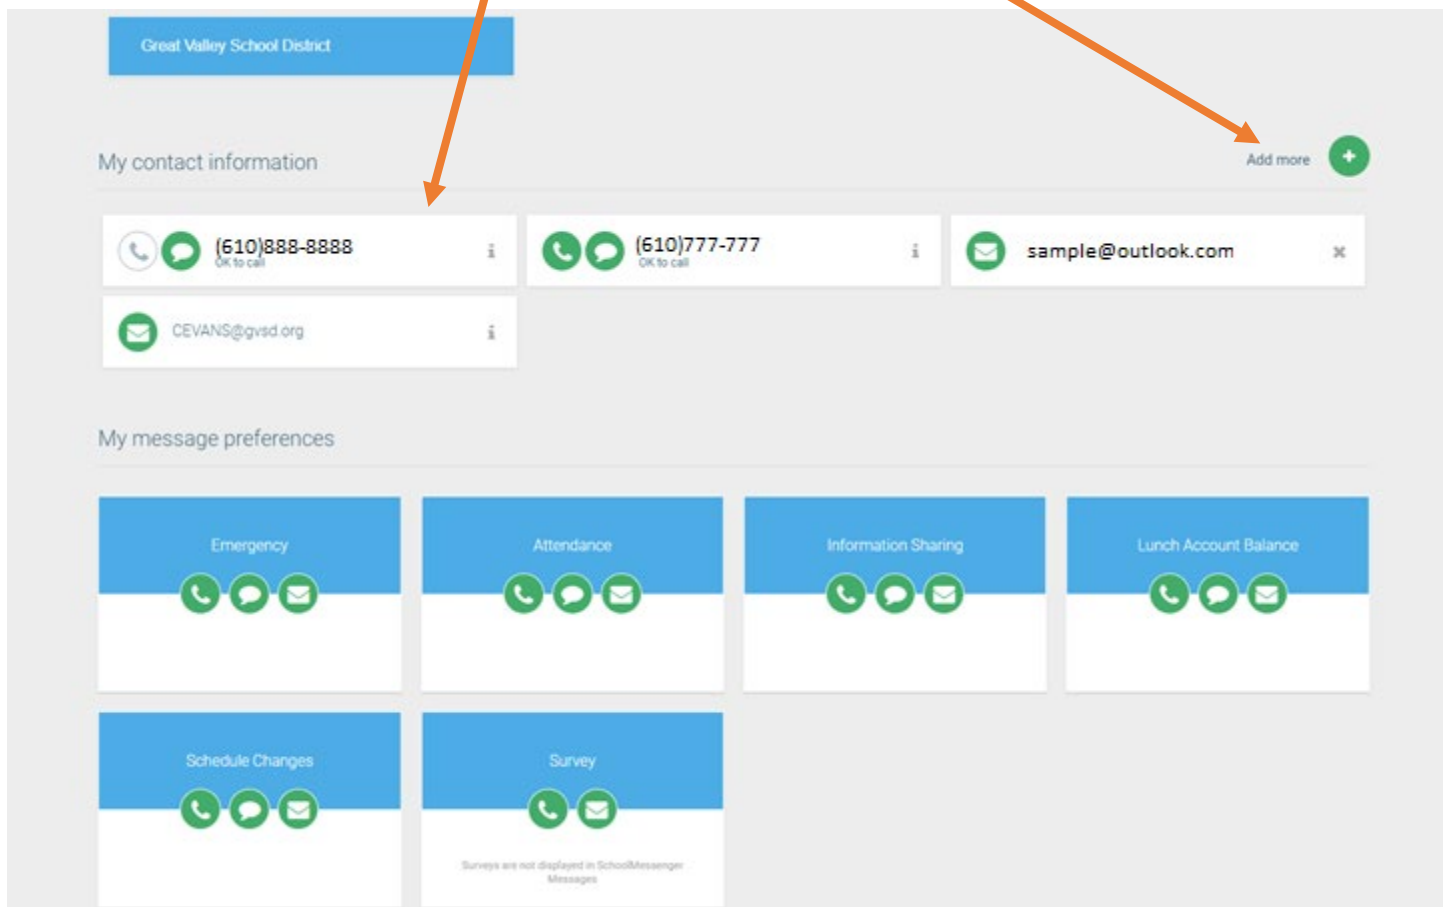 Great Valley School District
My contact information
Add more
(610)888-8888
OK to call
(610)777-777
OK to call
sample@outlook.com
CEVANS@gvsd.org
My message preferences
Emergency
Attendance
Information Sharing
Lunch Account Balance
Schedule Changes
Survey
Surveys are not displayed in SchoolMessenger
Messages